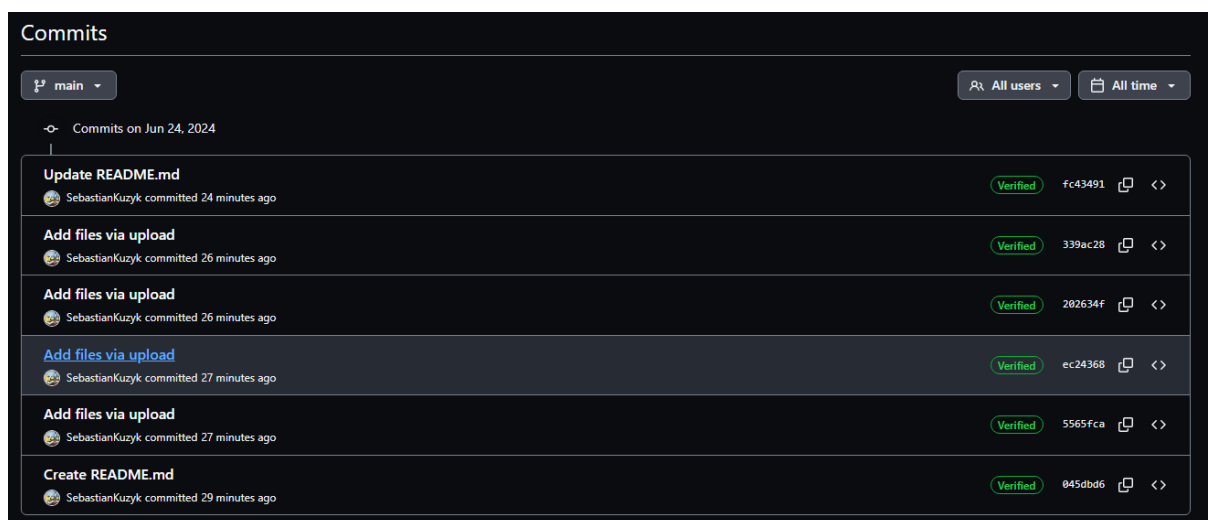 Commits
main
All users
All time
Commits on Jun 24, 2024
Update README.md
SebastianKuzyk committed 24 minutes ago
Verified
fc43491
Add files via upload
SebastianKuzyk committed 26 minutes ago
Verified
339ac28
Add files via upload
SebastianKuzyk committed 26 minutes ago
Verified
202634f
Add files via upload
SebastianKuzyk committed 27 minutes ago
Verified
ec24368
Add files via upload
SebastianKuzyk committed 27 minutes ago
Verified
5565fca
Create README.md
SebastianKuzyk committed 29 minutes ago
Verified
045dbd6